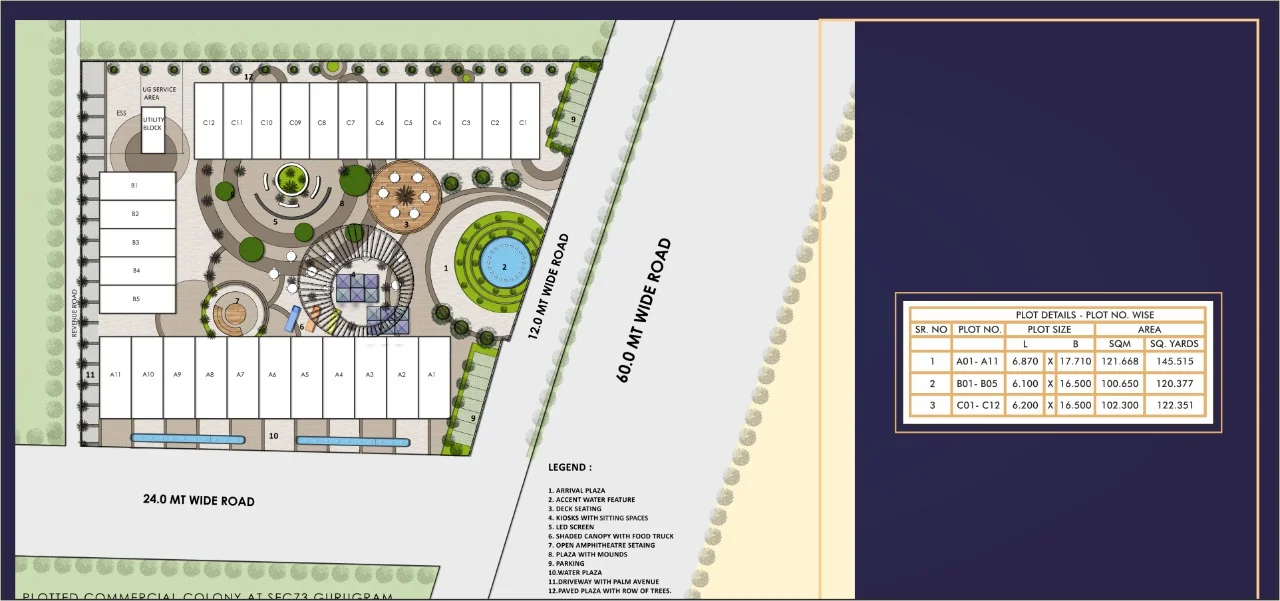 12
UG SERVICE
AREA
ESS
UTILITY
BLOCK
C12 C11 C10 C09 C8 C7 C6 C5 C4 C3 C2 C1
9
B1
B2
B3
B4
B5
6
8
5
3
1
2
4
7
6
REVENUE ROAD
12.0 MT WIDE ROAD
60.0 MT WIDE ROAD
11
A11 A10 A9 A8 A7 A6 A5 A4 A3 A2 A1
9
10
24.0 MT WIDE ROAD
LEGEND :
1. ARRIVAL PLAZA
2. ACCENT WATER FEATURE
3. DECK SEATING
4. KIOSKS WITH SITTING SPACES
5. LED SCREEN
6. SHADED CANOPY WITH FOOD TRUCK
7. OPEN AMPHITHEATRE SETAING
8. PLAZA WITH MOUNDS
9. PARKING
10.WATER PLAZA
11.DRIVEWAY WITH PALM AVENUE
12.PAVED PLAZA WITH ROW OF TREES.
PLOTTED COMMERCIAL COLONY AT SEC73 GURUGRAM
PLOT DETAILS - PLOT NO. WISE
SR. NO PLOT NO. PLOT SIZE AREA
L B SQM SQ. YARDS
1 A01- A11 6.870 X 17.710 121.668 145.515
2 B01- B05 6.100 X 16.500 100.650 120.377
3 C01- C12 6.200 X 16.500 102.300 122.351